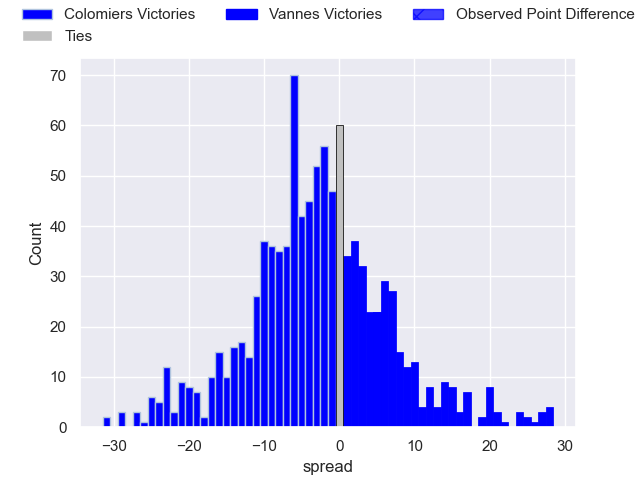 Colomiers Victories
Vannes Victories
Observed Point Difference
Ties
70
60
50
40
30
20
10
0
Count
−30
−20
−10
0
10
20
30
spread